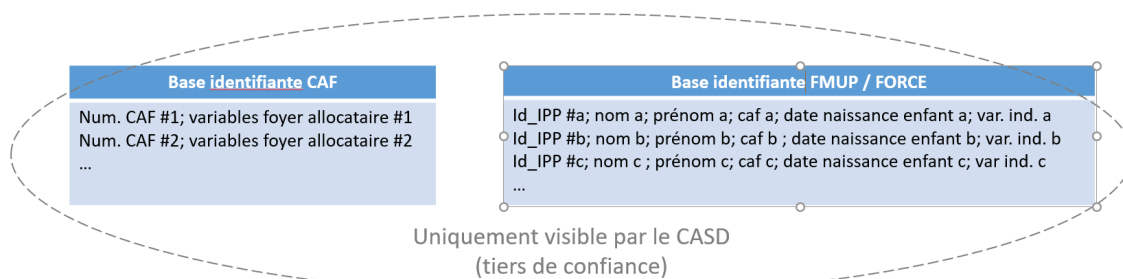 Base identifiante CAF
Num. CAF #1; variables foyer allocataire #1
Num. CAF #2; variables foyer allocataire #2
...
Base identifiante FMUP / FORCE
Id_IPP #a; nom a; prénom a; caf a; date naissance enfant a; var. ind. a
Id_IPP #b; nom b; prénom b; caf b ; date naissance enfant b; var. ind. b
Id_IPP #c; nom c ; prénom c; caf c; date naissance enfant c; var ind. c
...
Uniquement visible par le CASD
(tiers de confiance)